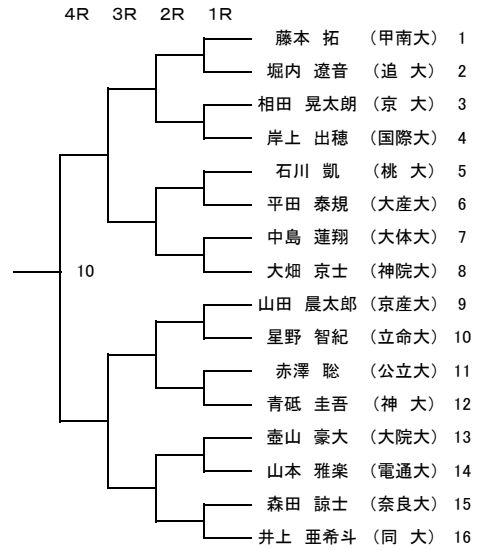 4R 3R 2R 1R
藤本 拓 （甲南大） 1
堀内 遼音 （追 大） 2
相田 晃太朗 （京 大） 3
岸上 出穂 （国際大） 4
石川 凱 （桃 大） 5
平田 泰規 （大産大） 6
中島 蓮翔 （大体大） 7
10
大畑 京士 （神院大） 8
山田 晨太郎 （京産大） 9
星野 智紀 （立命大） 10
赤澤 聡 （公立大） 11
青砥 圭吾 （神 大） 12
壺山 豪大 （大院大） 13
山本 雅楽 （電通大） 14
森田 諒士 （奈良大） 15
井上 亜希斗 （同 大） 16